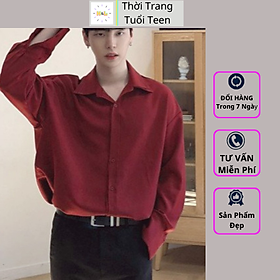 Thời Trang
Tuổi Teen
ĐỔI HÀNG
Trong 7 Ngày
TƯ VẤN
Miễn Phí
Sản Phẩm
Đẹp